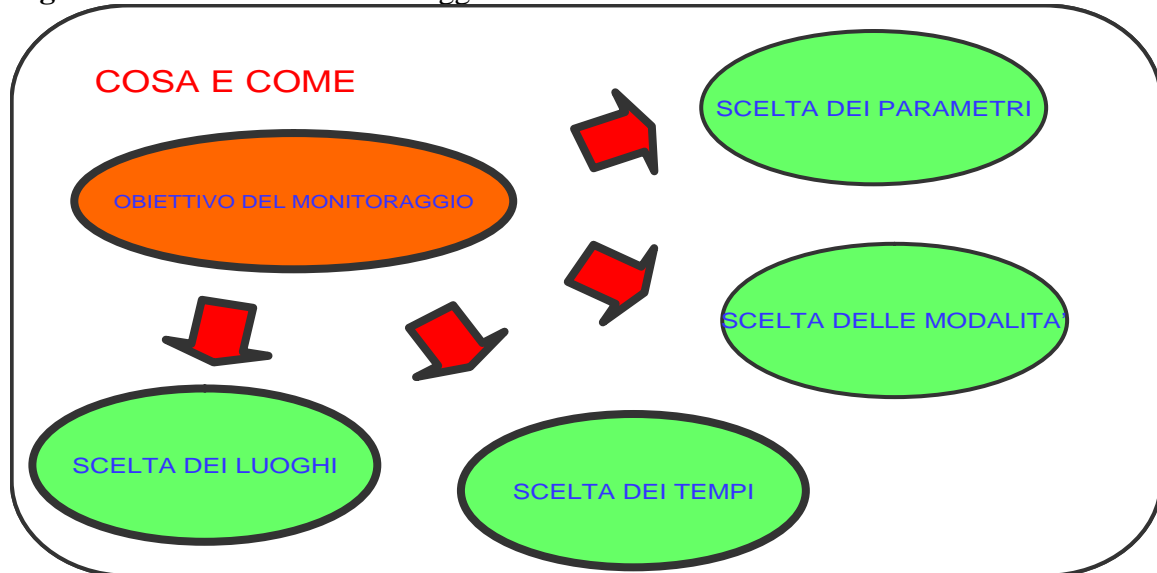 COSA E COME
SCELTA DEI PARAMETRI
OBIETTIVO DEL MONITORAGGIO
SCELTA DELLE MODALITA'
SCELTA DEI LUOGHI
SCELTA DEI TEMPI